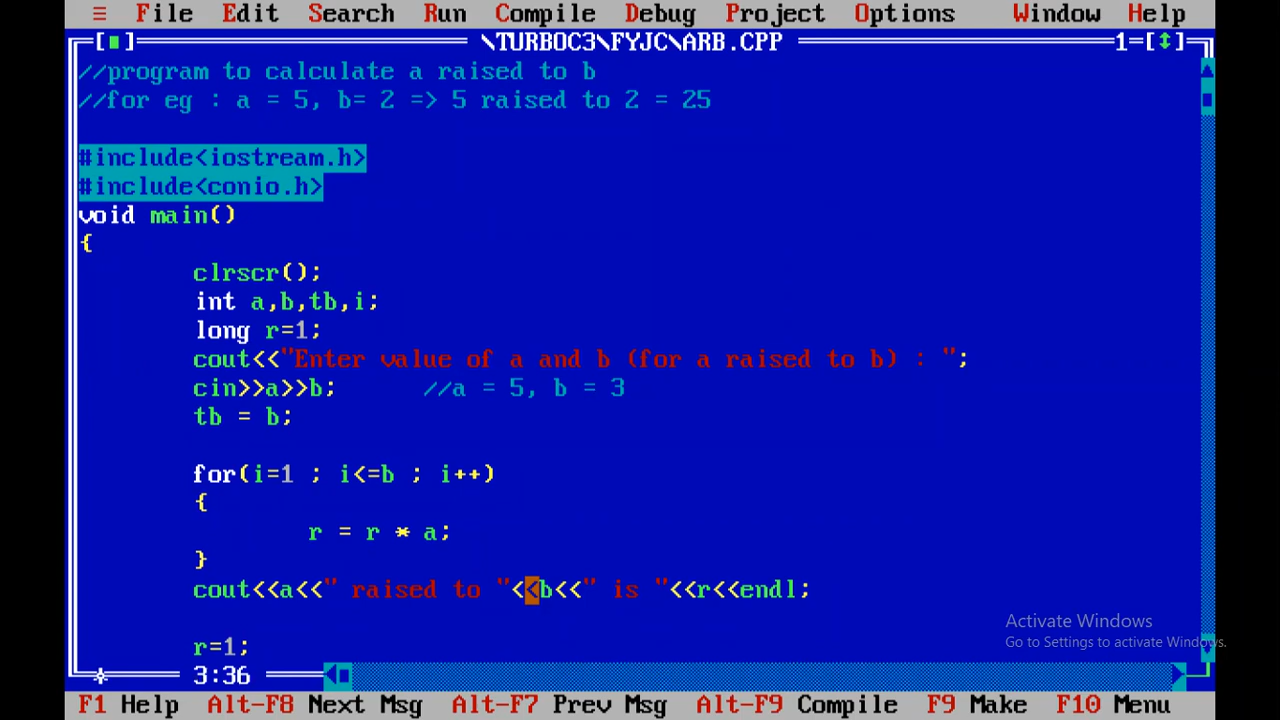 ≡ File Edit Search Run Compile Debug Project Options Window Help
[■] \TURBOC3\FYJC\ARB.CPP 1=[↕]
//program to calculate a raised to b
//for eg : a = 5, b= 2 => 5 raised to 2 = 25
#include<iostream.h>
#include<conio.h>
void main()
{
clrscr();
int a,b,tb,i;
long r=1;
cout<<"Enter value of a and b (for a raised to b) : ";
cin>>a>>b; //a = 5, b = 3
tb = b;
for(i=1 ; i<=b ; i++)
{
r = r * a;
}
cout<<a<<" raised to "<<b<<" is "<<r<<endl;
r=1;
Activate Windows
Go to Settings to activate Windows.
3:36
F1 Help Alt-F8 Next Msg Alt-F7 Prev Msg Alt-F9 Compile F9 Make F10 Menu